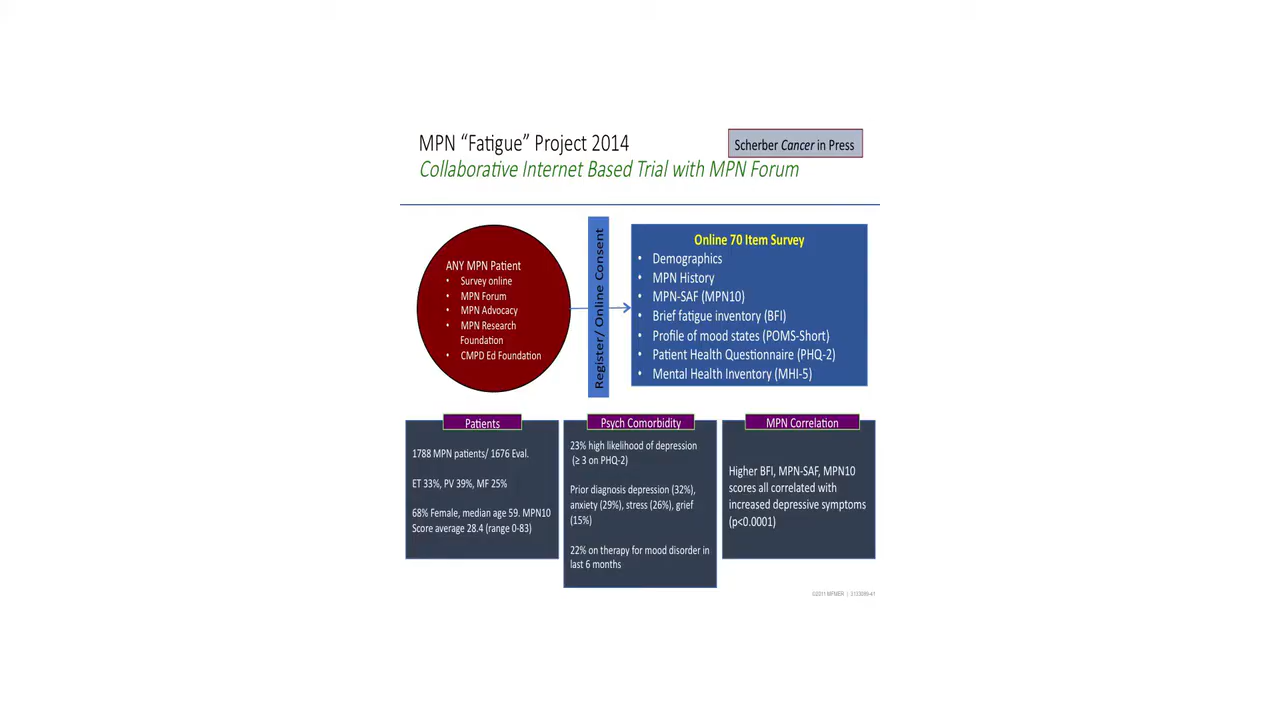 MPN “Fatigue” Project 2014
Scherber Cancer in Press
Collaborative Internet Based Trial with MPN Forum
ANY MPN Patient
• Survey online
• MPN Forum
• MPN Advocacy
• MPN Research
Foundation
• CMPD Ed Foundation
Register/ Online Consent
Online 70 Item Survey
• Demographics
• MPN History
• MPN-SAF (MPN10)
• Brief fatigue inventory (BFI)
• Profile of mood states (POMS-Short)
• Patient Health Questionnaire (PHQ-2)
• Mental Health Inventory (MHI-5)
Patients
1788 MPN patients/ 1676 Eval.
ET 33%, PV 39%, MF 25%
68% Female, median age 59. MPN10
Score average 28.4 (range 0-83)
Psych Comorbidity
23% high likelihood of depression
(≥ 3 on PHQ-2)
Prior diagnosis depression (32%),
anxiety (29%), stress (26%), grief
(15%)
22% on therapy for mood disorder in
last 6 months
MPN Correlation
Higher BFI, MPN-SAF, MPN10
scores all correlated with
increased depressive symptoms
(p<0.0001)
©2011 MFMER |